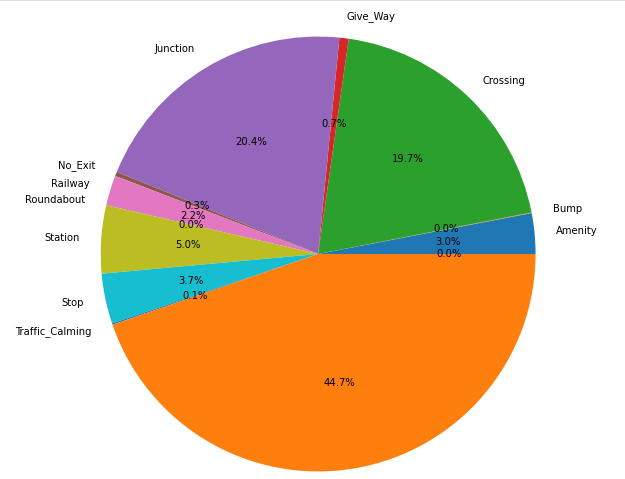 Give_Way
Junction
Crossing
0.7%
20.4%
19.7%
No_Exit
Railway
Roundabout
0.3%
2.2%
0.0%
Bump
0.0%
Amenity
Station
5.0%
3.0%
0.0%
3.7%
0.1%
Stop
Traffic_Calming
44.7%